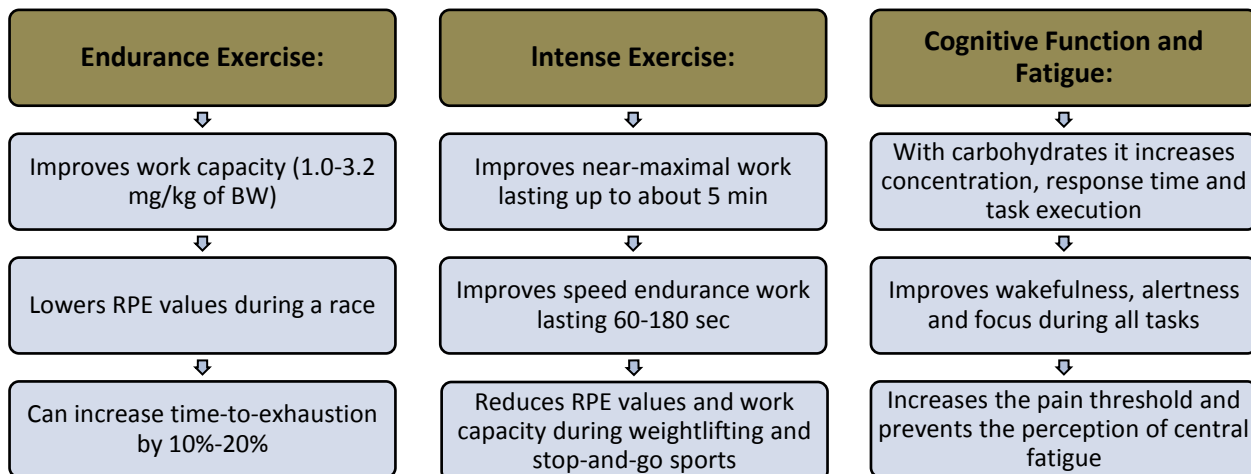 Endurance Exercise:
Improves work capacity (1.0-3.2
mg/kg of BW)
Lowers RPE values during a race
Can increase time-to-exhaustion
by 10%-20%
Intense Exercise:
Improves near-maximal work
lasting up to about 5 min
Improves speed endurance work
lasting 60-180 sec
Reduces RPE values and work
capacity during weightlifting and
stop-and-go sports
Cognitive Function and
Fatigue:
With carbohydrates it increases
concentration, response time and
task execution
Improves wakefulness, alertness
and focus during all tasks
Increases the pain threshold and
prevents the perception of central
fatigue